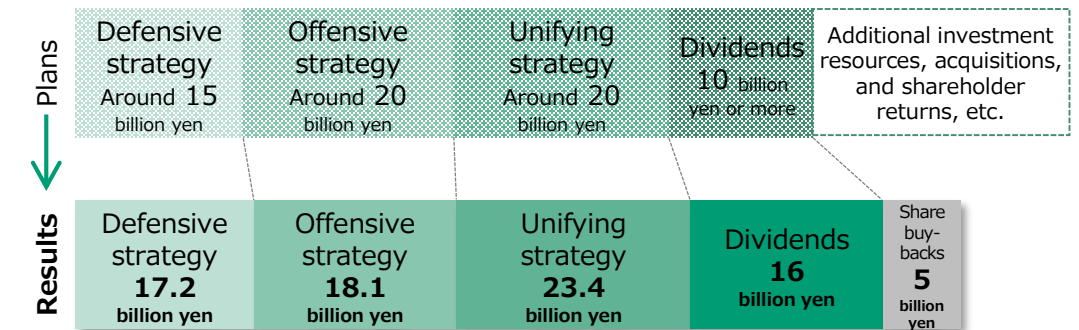 Plans
Defensive
strategy
Around 15
billion yen
Offensive
strategy
Around 20
billion yen
Unifying
strategy
Around 20
billion yen
Dividends
10 billion
yen or more
Additional investment
resources, acquisitions,
and shareholder
returns, etc.
Results
Defensive
strategy
17.2
billion yen
Offensive
strategy
18.1
billion yen
Unifying
strategy
23.4
billion yen
Dividends
16
billion yen
Share
buy-
backs
5
billion
yen